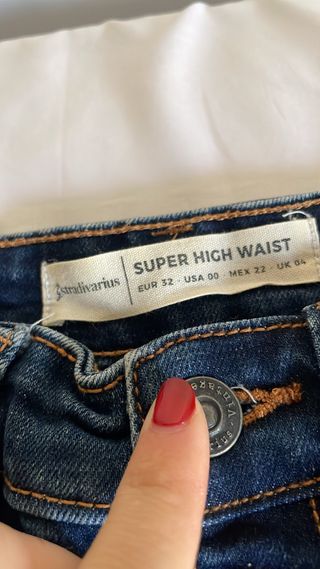 stradivarius
SUPER HIGH WAIST
EUR 32 · USA 00 · MEX 22 · UK 04